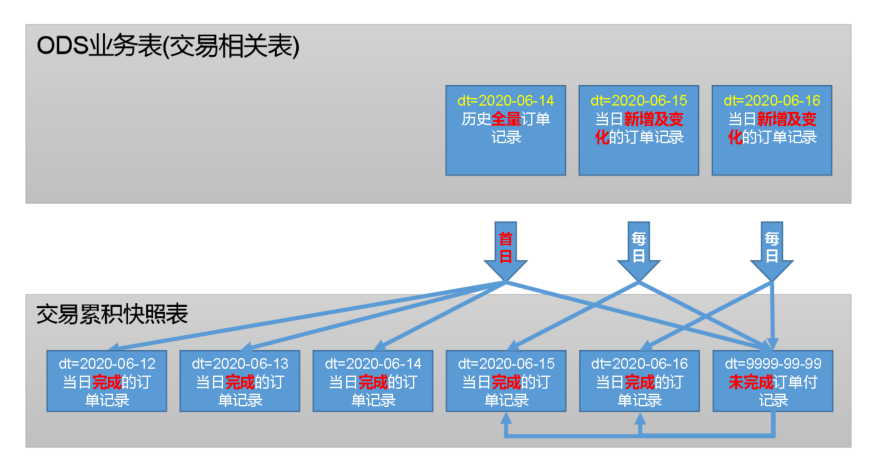 ODS业务表(交易相关表)
dt=2020-06-14
历史全量订单
记录
dt=2020-06-15
当日新增及变
化的订单记录
dt=2020-06-16
当日新增及变
化的订单记录
首
日
每
日
每
日
交易累积快照表
dt=2020-06-12
当日完成的订
单记录
dt=2020-06-13
当日完成的订
单记录
dt=2020-06-14
当日完成的订
单记录
dt=2020-06-15
当日完成的订
单记录
dt=2020-06-16
当日完成的订
单记录
dt=9999-99-99
未完成订单付
记录